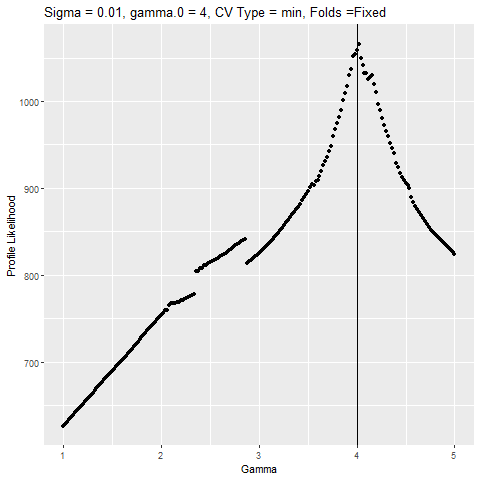 Sigma = 0.01, gamma.0 = 4, CV Type = min, Folds =Fixed
1000
900
800
700
Profile Likelihood
1 2 3 4 5
Gamma